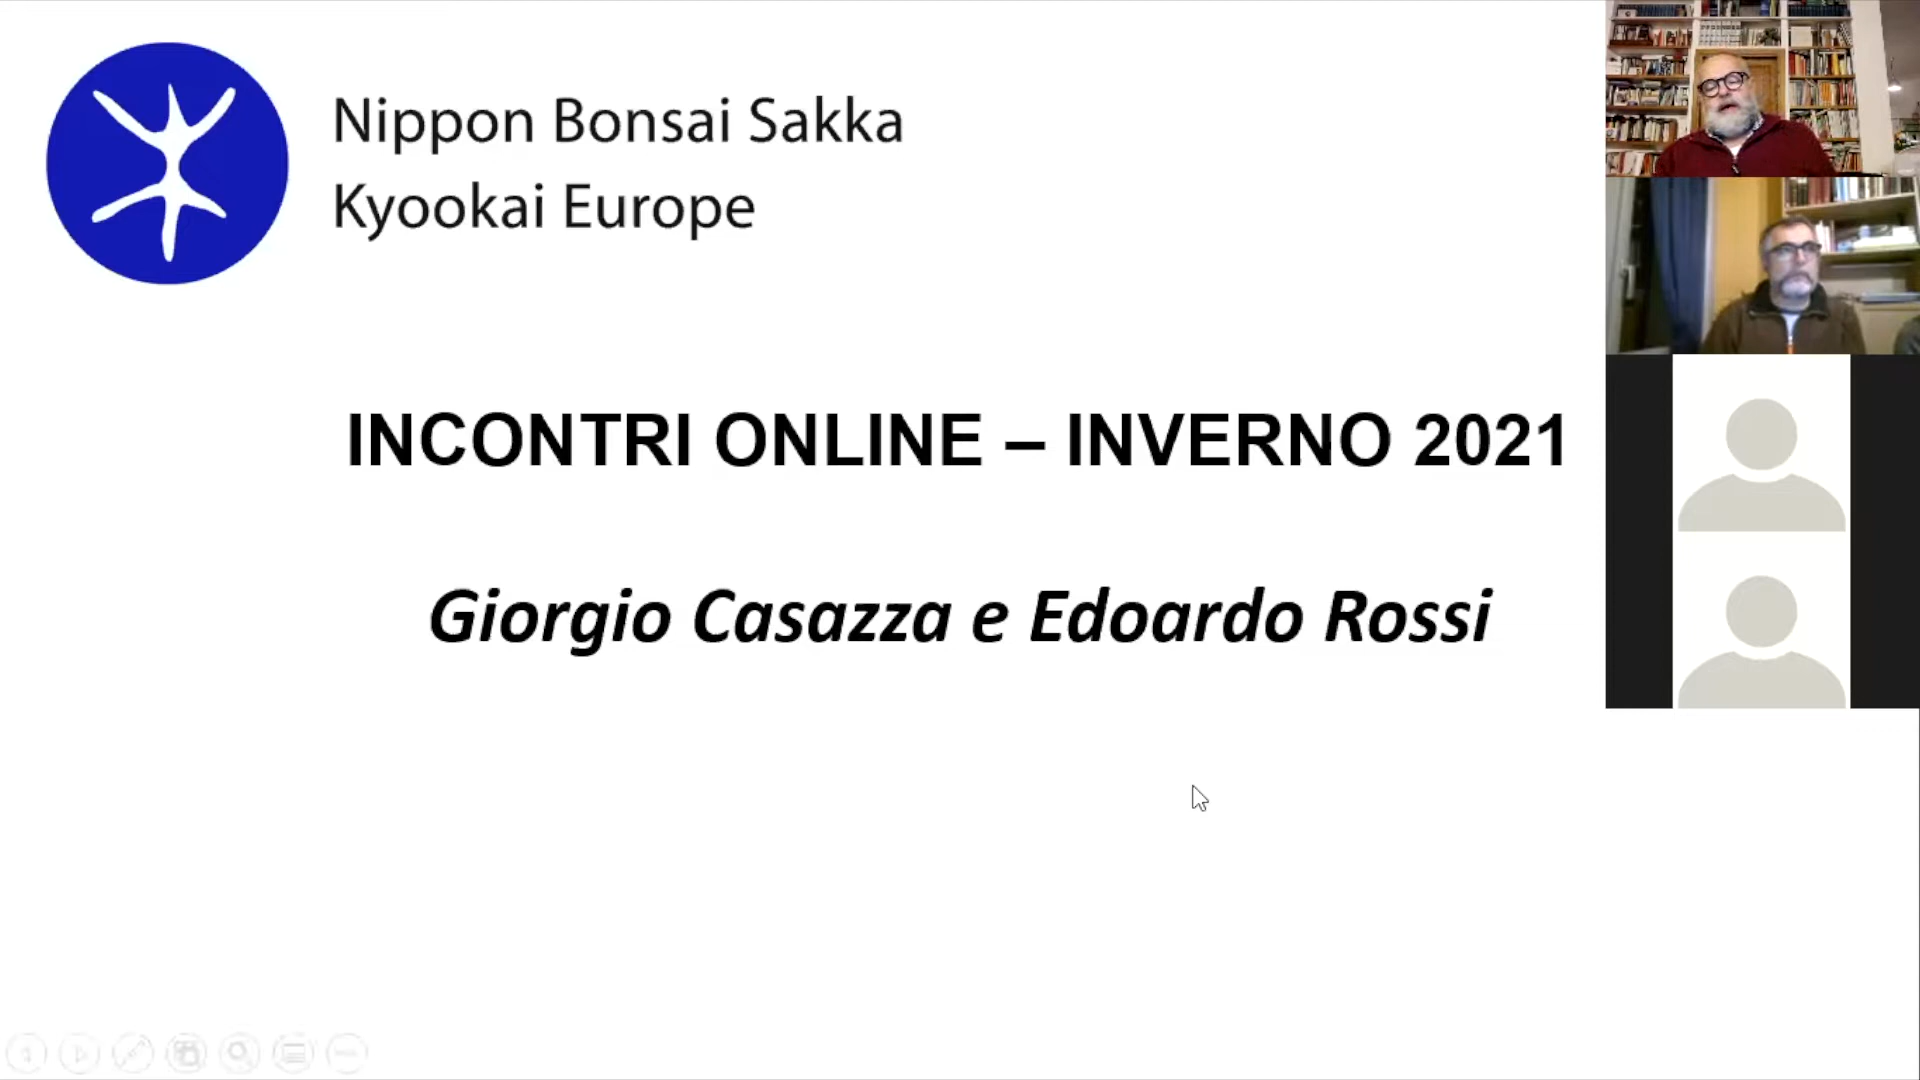 Nippon Bonsai Sakka
Kyookai Europe
INCONTRI ONLINE – INVERNO 2021
Giorgio Casazza e Edoardo Rossi